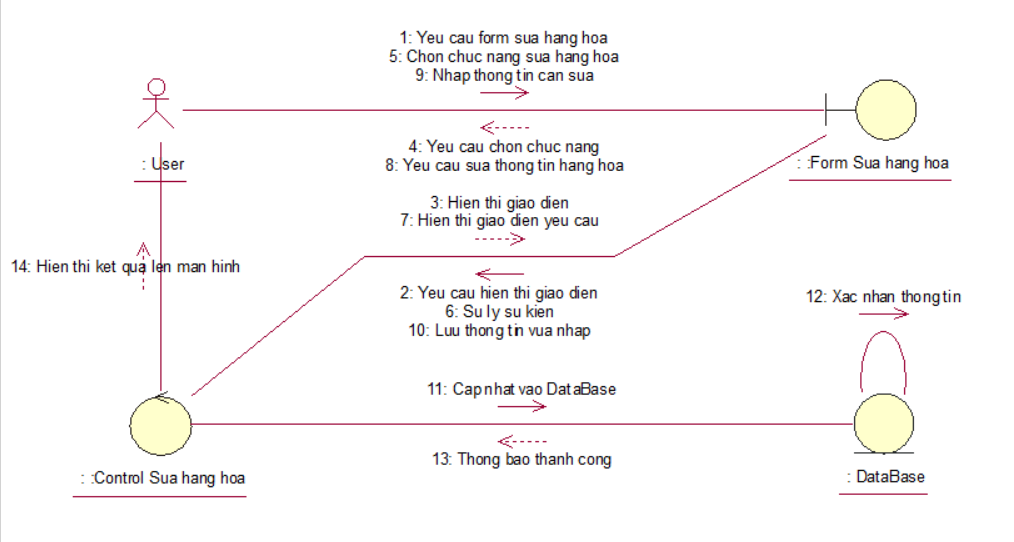 1: Yeu cau form sua hang hoa
5: Chon chuc nang sua hang hoa
9: Nhap thong tin can sua
4: Yeu cau chon chuc nang
8: Yeu cau sua thong tin hang hoa
: User
: :Form Sua hang hoa
3: Hien thi giao dien
7: Hien thi giao dien yeu cau
14: Hien thi ket qua len man hinh
2: Yeu cau hien thi giao dien
6: Su ly su kien
10: Luu thong tin vua nhap
12: Xac nhan thong tin
11: Cap nhat vao DataBase
13: Thong bao thanh cong
: :Control Sua hang hoa
: DataBase